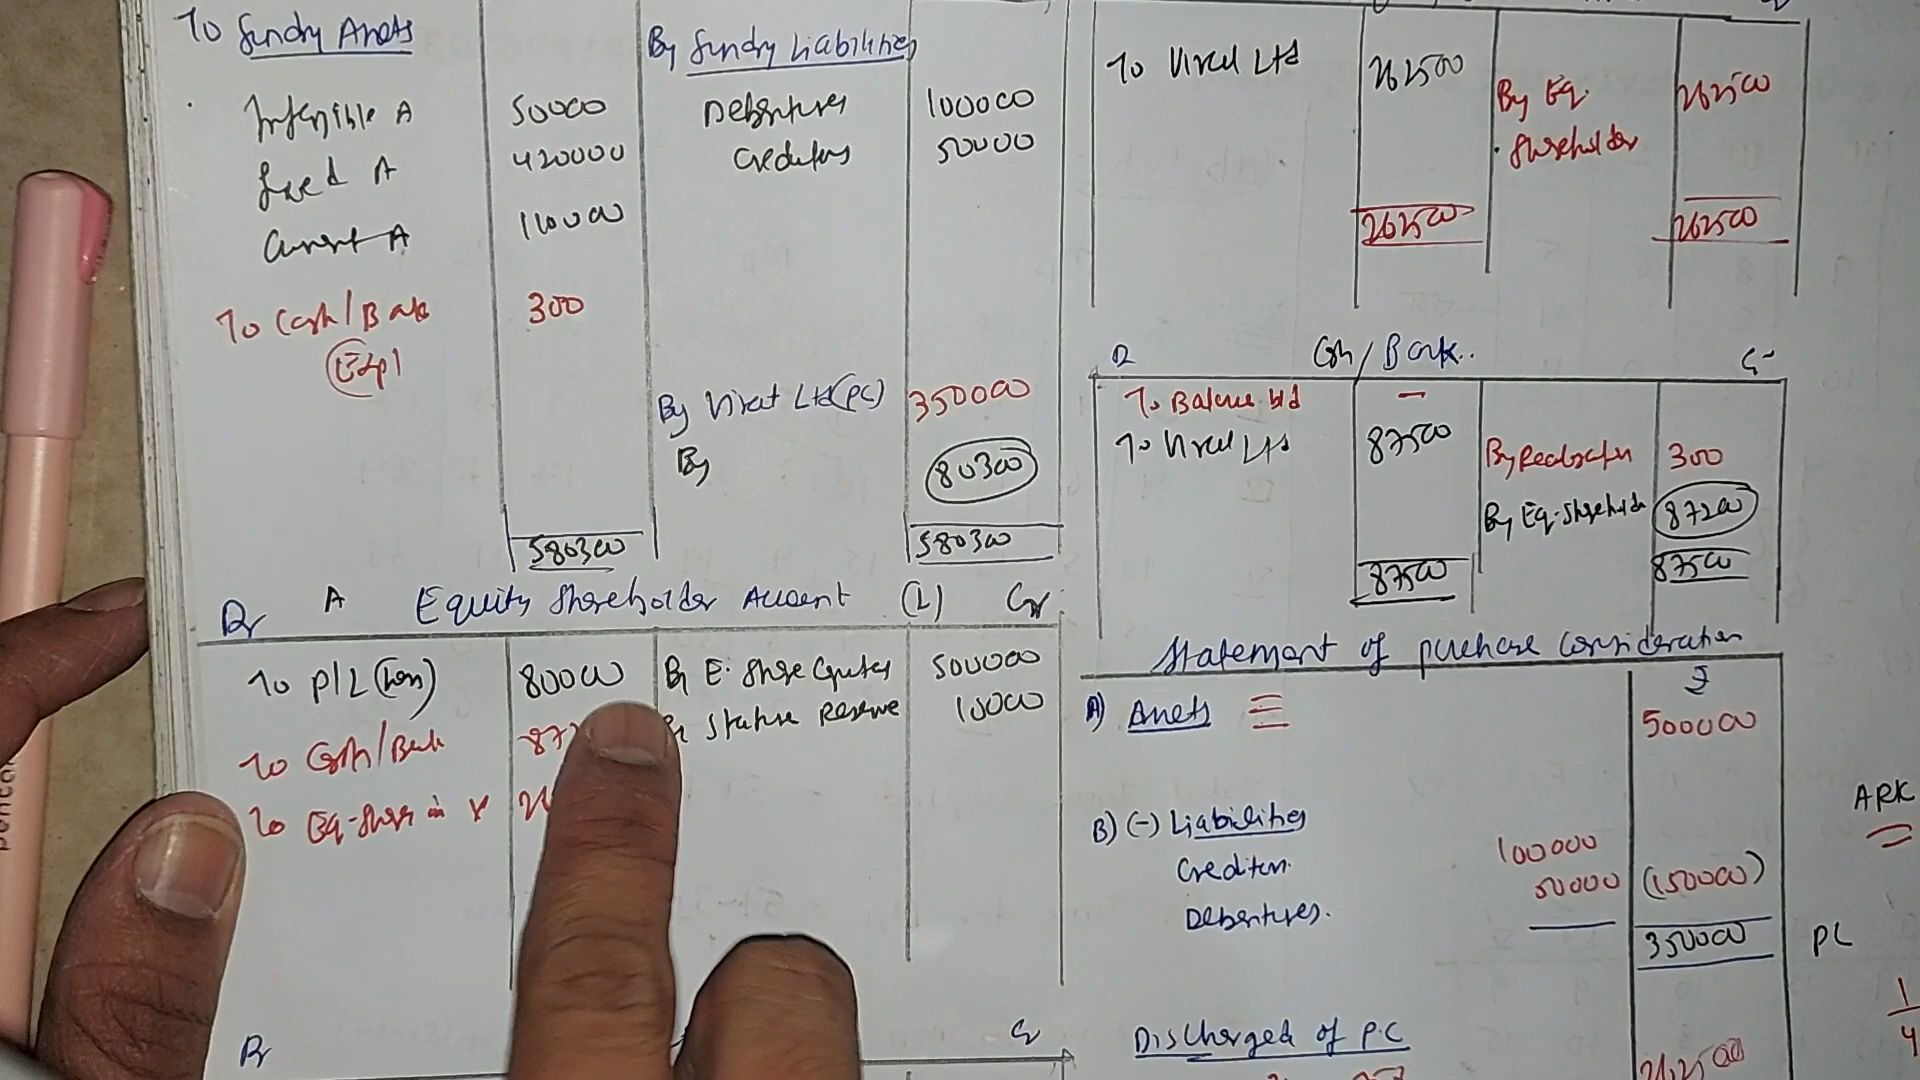 To Sundry Assets
By Sundry Liabilities
Intengible A 50000 Debentures 100000
fixed A 420000 Creditors 50000
Current A 110000
To Cash/Bank 300
(Exp)
By Virat Ltd (PC) 350000
By 80300
580300 580300
Dr A Equity Shareholder Account (L) Cr
To P/L (loss) 80000 By E. Share Capital 500000
To Cash/Bank 87 Reserve 10000
To Eq-Shares in V
Dr Cr
To Virat Ltd 262500 By Eq. 262500
Shareholder
262500 262500
D Cash/Bank.. Cr
To Balance b/d -
To Virat Ltd 87500 By Realisation 300
By Eq. Shareholder 87200
87500 87500
Statement of purchase Consideration
₹
A) Assets 500000
B) (-) Liabilities
Creditors 100000
50000 (150000)
Debentures.
350000 PC
Discharged of P.C
262500
ARK
1
4